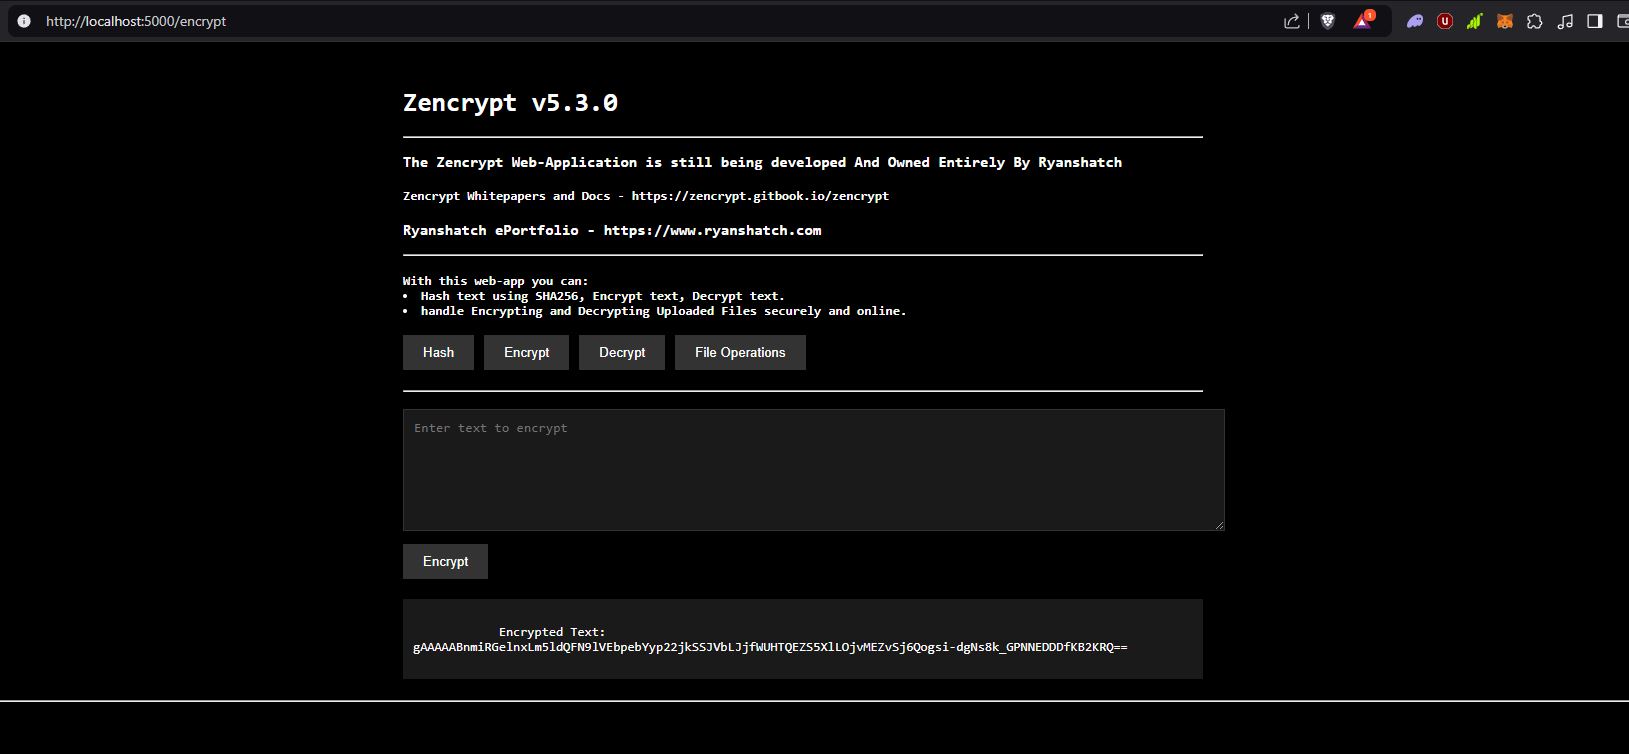 http://localhost:5000/encrypt
1
Zencrypt v5.3.0
The Zencrypt Web-Application is still being developed And Owned Entirely By Ryanshatch
Zencrypt Whitepapers and Docs - https://zencrypt.gitbook.io/zencrypt
Ryanshatch ePortfolio - https://www.ryanshatch.com
With this web-app you can:
• Hash text using SHA256, Encrypt text, Decrypt text.
• handle Encrypting and Decrypting Uploaded Files securely and online.
Hash Encrypt Decrypt File Operations
Enter text to encrypt
Encrypt
Encrypted Text:
gAAAAABnmiRGelnxLm5ldQFN9lVEbpebYyp22jkSSJVbLJjfWUHTQEZS5XlLOjvMEZvSj6Qogsi-dgNs8k_GPNNEDDDfKB2KRQ==